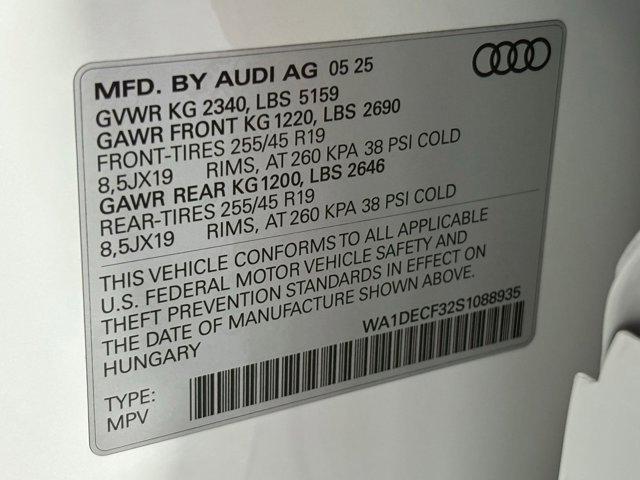 MFD. BY AUDI AG 05 25
GVWR KG 2340, LBS 5159
GAWR FRONT KG 1220, LBS 2690
FRONT-TIRES 255/45 R19
8,5JX19 RIMS, AT 260 KPA 38 PSI COLD
GAWR REAR KG 1200, LBS 2646
REAR-TIRES 255/45 R19
8,5JX19 RIMS, AT 260 KPA 38 PSI COLD
THIS VEHICLE CONFORMS TO ALL APPLICABLE
U.S. FEDERAL MOTOR VEHICLE SAFETY AND
THEFT PREVENTION STANDARDS IN EFFECT ON
THE DATE OF MANUFACTURE SHOWN ABOVE.
HUNGARY WA1DECF32S1088935
TYPE:
MPV